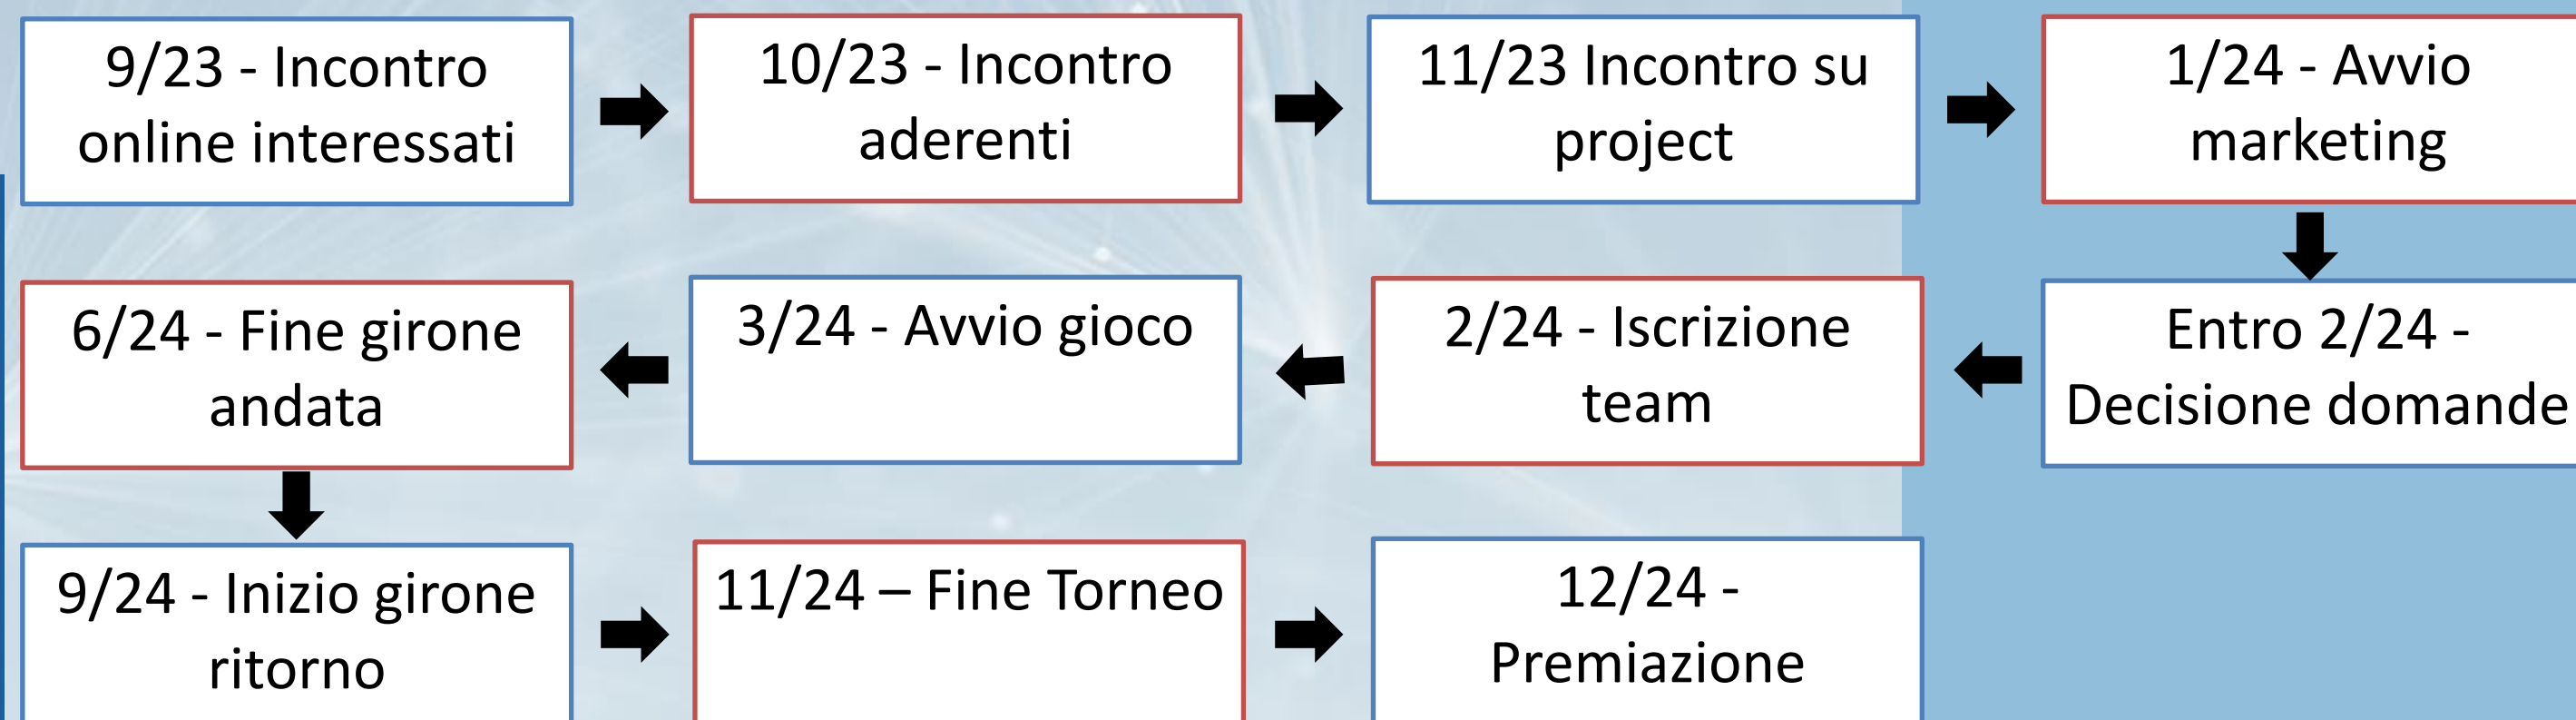 9/23 - Incontro
online interessati
10/23 - Incontro
aderenti
11/23 Incontro su
project
1/24 - Avvio
marketing
Entro 2/24 -
Decisione domande
2/24 - Iscrizione
team
3/24 - Avvio gioco
6/24 - Fine girone
andata
9/24 - Inizio girone
ritorno
11/24 – Fine Torneo
12/24 -
Premiazione